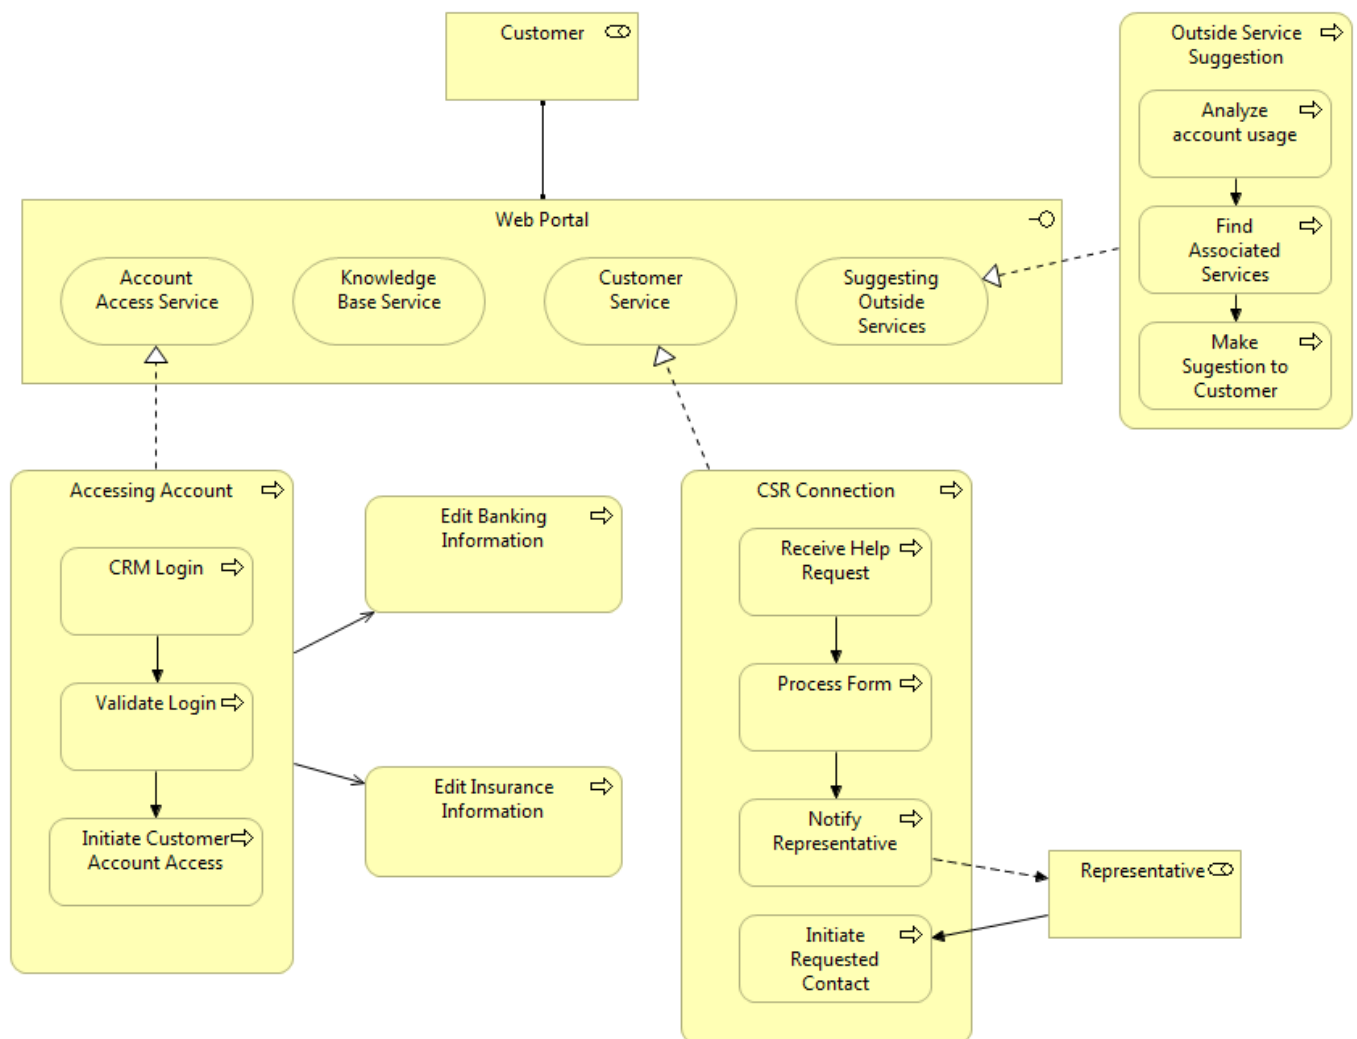 Customer
Outside Service
Suggestion
Analyze
account usage
Find
Associated
Services
Make
Sugestion to
Customer
Web Portal
Account
Access Service
Knowledge
Base Service
Customer
Service
Suggesting
Outside
Services
Accessing Account
CRM Login
Validate Login
Initiate Customer
Account Access
Edit Banking
Information
Edit Insurance
Information
CSR Connection
Receive Help
Request
Process Form
Notify
Representative
Initiate
Requested
Contact
Representative